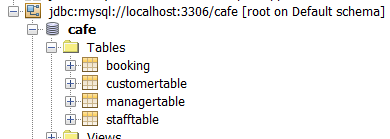 jdbc:mysql://localhost:3306/cafe [root on Default schema]
cafe
Tables
booking
customertable
managertable
stafftable
Views